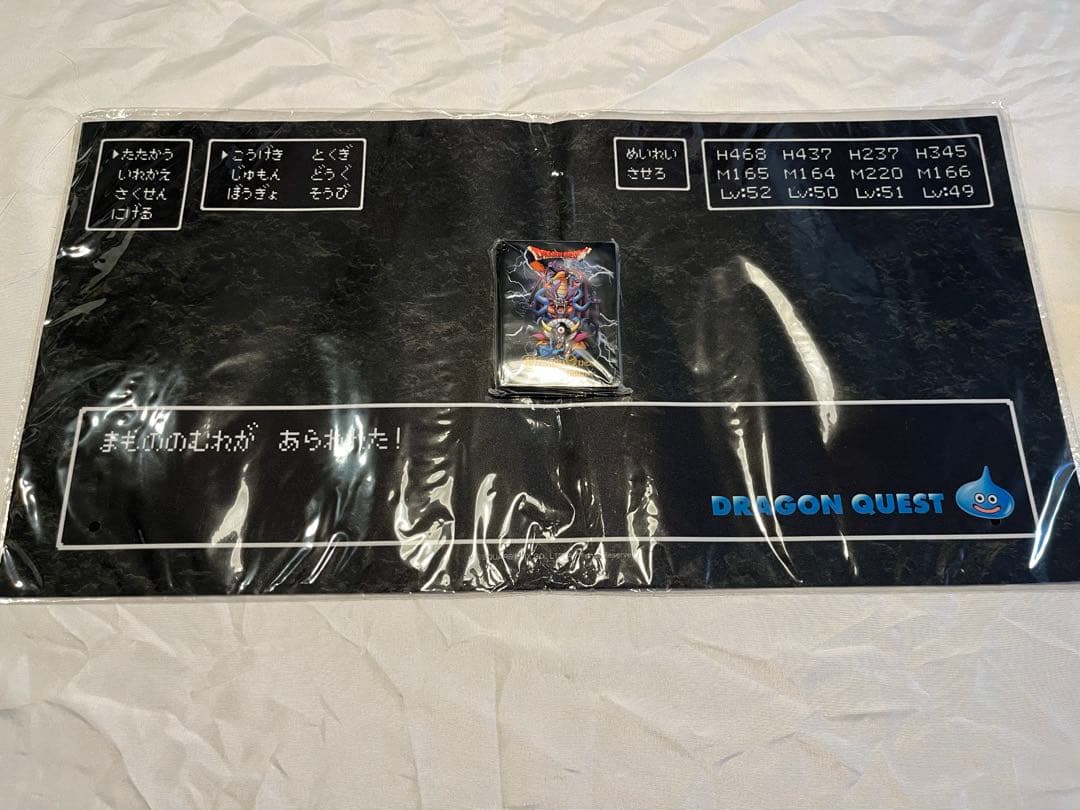 ▶たたかう
いれかえ
さくせん
にげる
▶こうげき　とくぎ
じゅもん　どうぐ
ぼうぎょ　そうび
めいれい
させろ
H468 H437 H237 H345
M165 M164 M220 M166
Lv:52 Lv:50 Lv:51 Lv:49
DRAGON QUEST
まもののむれが　あらわれた!
DRAGON QUEST